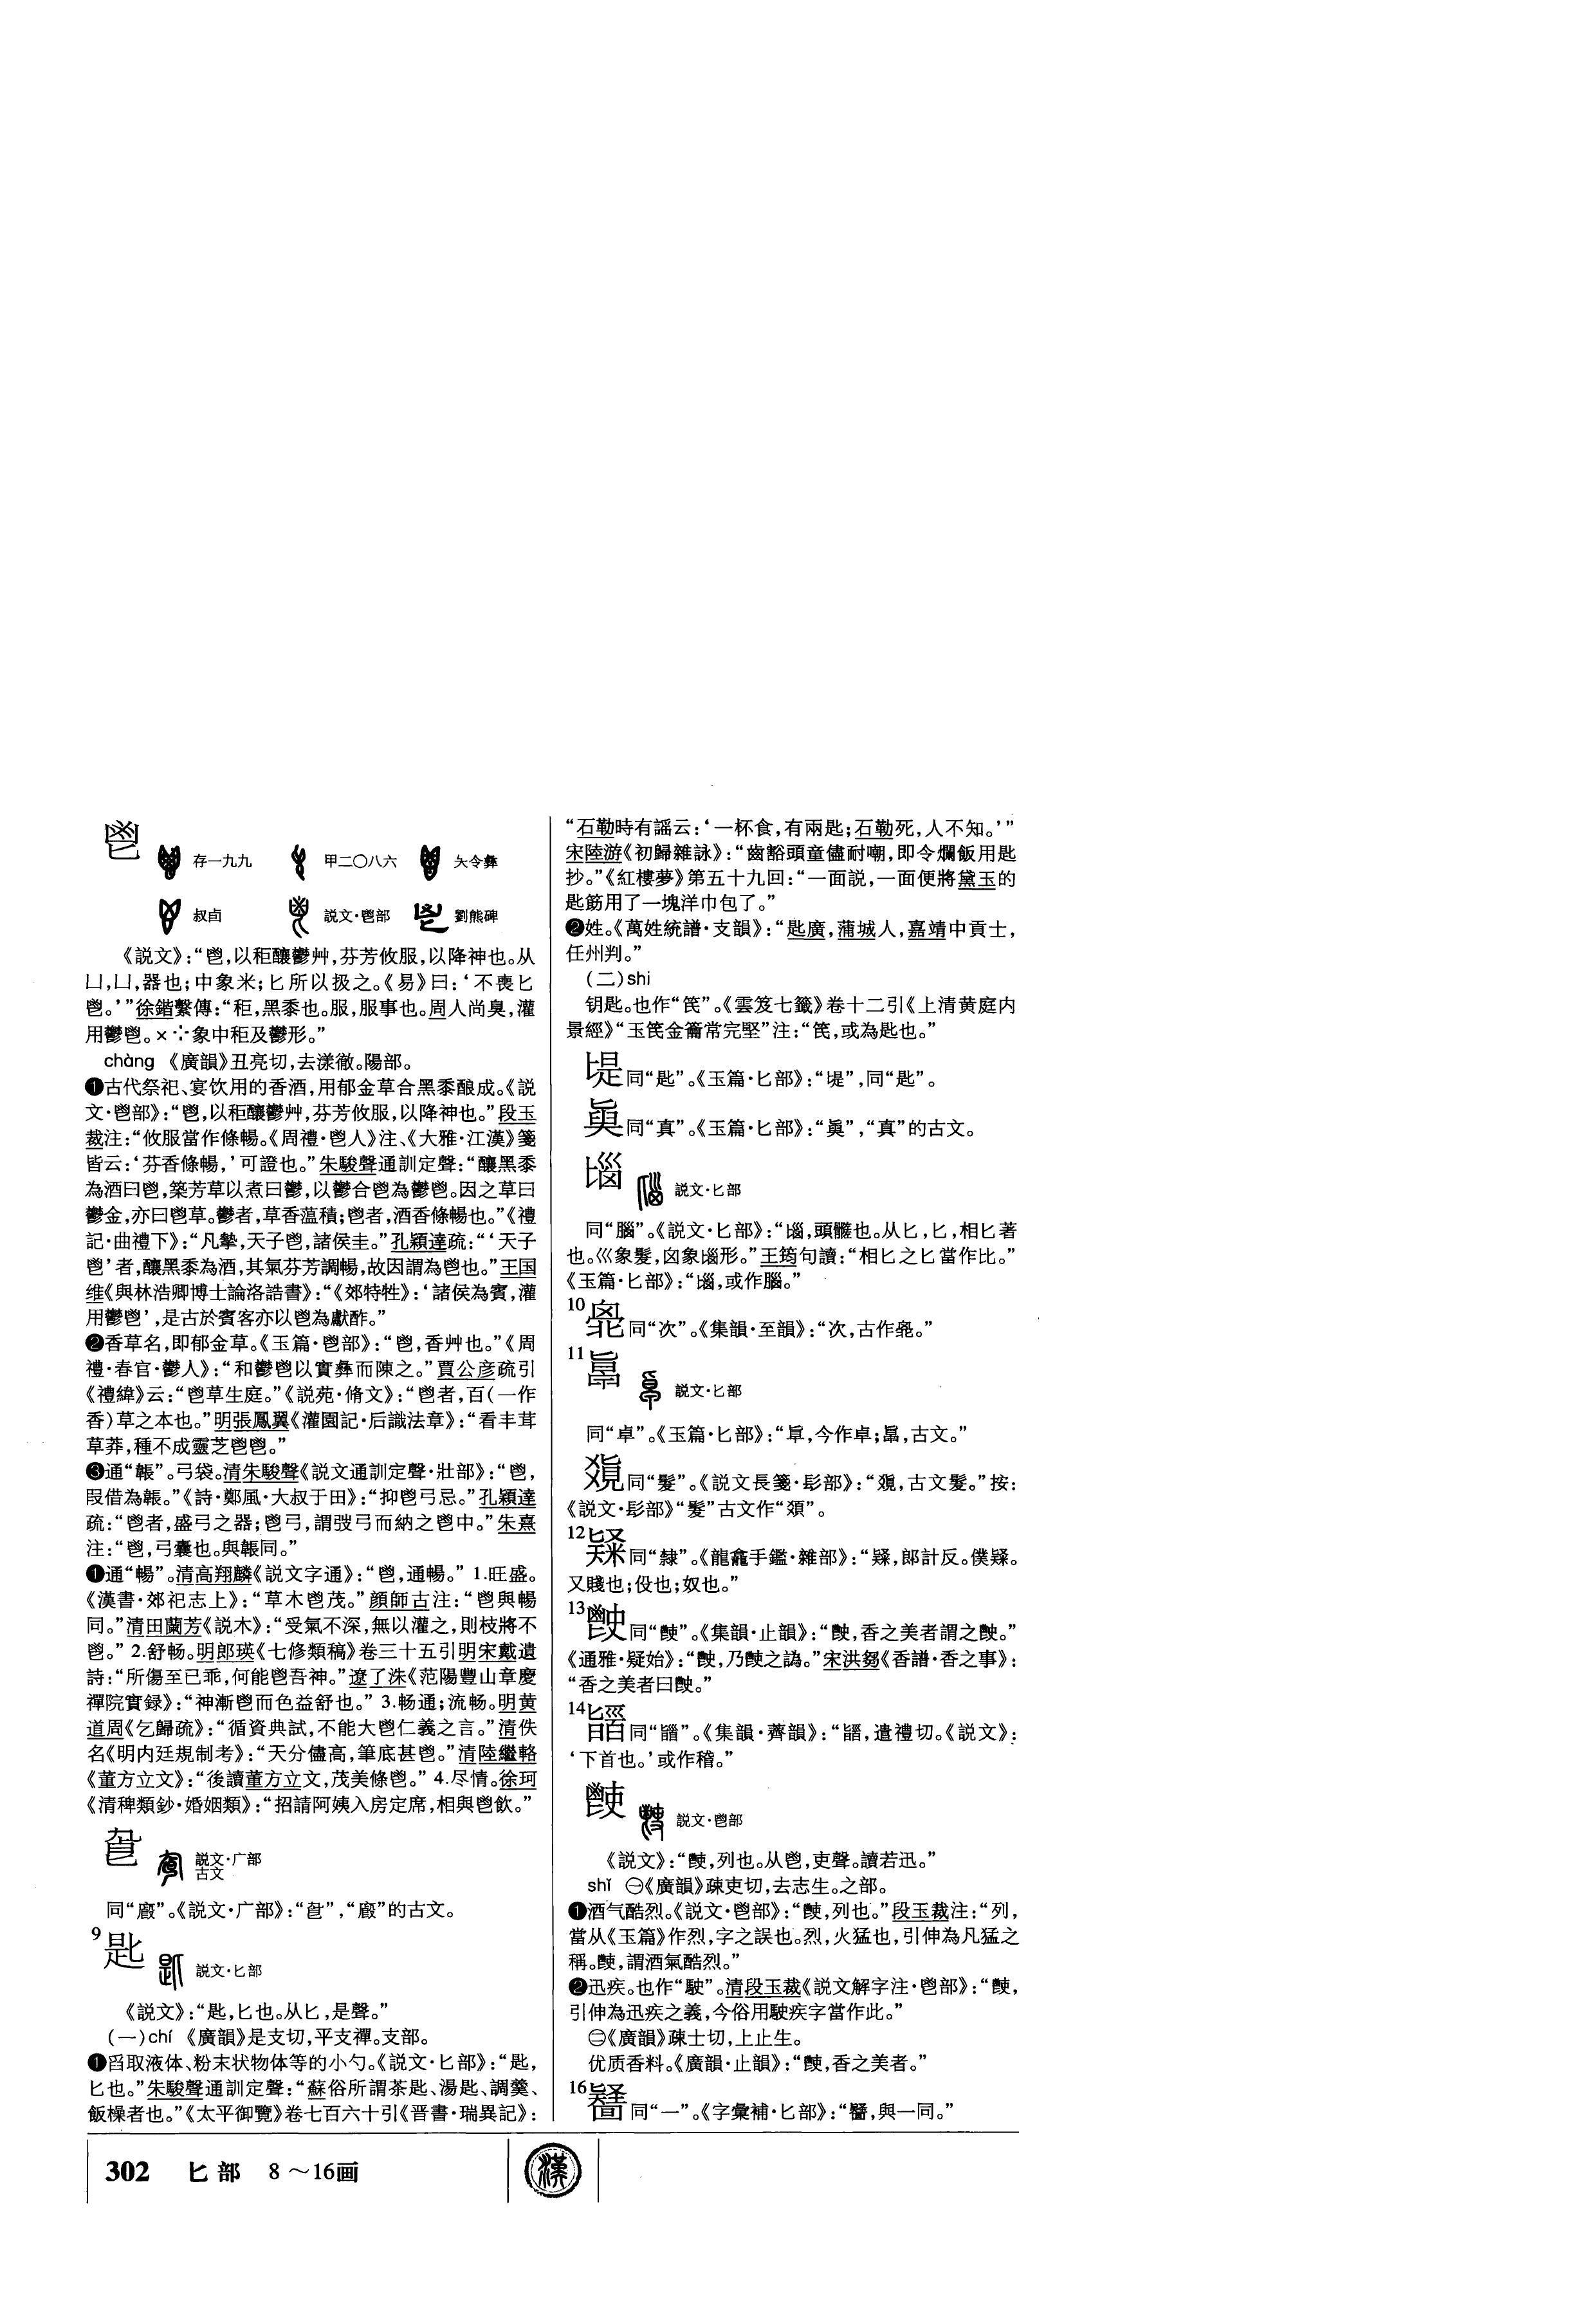 鬯
存一九九 甲二〇八六 夨令彝
叔卣 説文·鬯部 劉熊碑
《説文》：“鬯，以秬釀鬱艸，芬芳攸服，以降神也。从
凵，凵，器也；中象米；匕所以扱之。《易》曰：‘不喪匕
鬯。’”徐鍇繫傳：“秬，黑黍也。服，服事也。周人尚臭，灌
用鬱鬯。×⁛象中秬及鬱形。”
chàng 《廣韻》丑亮切，去漾徹。陽部。
❶古代祭祀、宴饮用的香酒，用郁金草合黑黍酿成。《説
文·鬯部》：“鬯，以秬釀鬱艸，芬芳攸服，以降神也。”段玉
裁注：“攸服當作條暢。《周禮·鬯人》注、《大雅·江漢》箋
皆云：‘芬香條暢，’可證也。”朱駿聲通訓定聲：“釀黑黍
為酒曰鬯，築芳草以煮曰鬱，以鬱合鬯為鬱鬯。因之草曰
鬱金，亦曰鬯草。鬱者，草香藴積；鬯者，酒香條暢也。”《禮
記·曲禮下》：“凡摯，天子鬯，諸侯圭。”孔穎達疏：“‘天子
鬯’者，釀黑黍為酒，其氣芬芳調暢，故因謂為鬯也。”王国
维《與林浩卿博士論洛誥書》：“《郊特牲》：‘諸侯為賓，灌
用鬱鬯’，是古於賓客亦以鬯為獻酢。”
❷香草名，即郁金草。《玉篇·鬯部》：“鬯，香艸也。”《周
禮·春官·鬱人》：“和鬱鬯以實彝而陳之。”賈公彦疏引
《禮緯》云：“鬯草生庭。”《説苑·脩文》：“鬯者，百（一作
香）草之本也。”明張鳳翼《灌園記·后識法章》：“看丰茸
草莽，種不成靈芝鬯鬯。”
❸通“韔”。弓袋。清朱駿聲《説文通訓定聲·壯部》：“鬯，
叚借為韔。”《詩·鄭風·大叔于田》：“抑鬯弓忌。”孔穎達
疏：“鬯者，盛弓之器；鬯弓，謂弢弓而納之鬯中。”朱熹
注：“鬯，弓囊也。與韔同。”
❶通“暢”。清高翔麟《説文字通》：“鬯，通暢。” 1.旺盛。
《漢書·郊祀志上》：“草木鬯茂。”顔師古注：“鬯與暢
同。”清田蘭芳《説木》：“受氣不深，無以灌之，則枝將不
鬯。” 2.舒畅。明郎瑛《七修類稿》卷三十五引明宋戴遺
詩：“所傷至已乖，何能鬯吾神。”遼了洙《范陽豐山章慶
禪院實録》：“神漸鬯而色益舒也。” 3.畅通；流畅。明黄
道周《乞歸疏》：“循資典試，不能大鬯仁義之言。”清佚
名《明内廷規制考》：“天分儘高，筆底甚鬯。”清陸繼輅
《董方立文》：“後讀董方立文，茂美條鬯。” 4.尽情。徐珂
《清稗類鈔·婚姻類》：“招請阿姨入房定席，相與鬯飲。”
説文·广部
古文
同“廄”。《説文·广部》：“㲃”，“廄”的古文。
9
匙 説文·匕部
《説文》：“匙，匕也。从匕，是聲。”
（一）chí 《廣韻》是支切，平支禪。支部。
❶舀取液体、粉末状物体等的小勺。《説文·匕部》：“匙，
匕也。”朱駿聲通訓定聲：“蘇俗所謂茶匙、湯匙、調羹、
飯橾者也。”《太平御覽》卷七百六十引《晋書·瑞異記》：
“石勒時有謡云：‘一杯食，有兩匙；石勒死，人不知。’”
宋陸游《初歸雜詠》：“齒豁頭童儘耐嘲，即令爛飯用匙
抄。”《紅樓夢》第五十九回：“一面説，一面便將黛玉的
匙筯用了一塊洋巾包了。”
❷姓。《萬姓統譜·支韻》：“匙廣，蒲城人，嘉靖中貢士，
任州判。”
（二）shi
钥匙。也作“筂”。《雲笈七籤》卷十二引《上清黄庭内
景經》“玉筂金籥常完堅”注：“筂，或為匙也。”
同“匙”。《玉篇·匕部》：“㔭”，同“匙”。
同“真”。《玉篇·匕部》：“𠤤”，“真”的古文。
匘 説文·匕部
同“腦”。《説文·匕部》：“匘，頭髓也。从匕，匕，相匕著
也。巛象髮，囟象匘形。”王筠句讀：“相匕之匕當作比。”
《玉篇·匕部》：“匘，或作腦。”
10
同“次”。《集韻·至韻》：“次，古作㿝。”
11
説文·匕部
同“卓”。《玉篇·匕部》：“𠦝，今作卓；𠤞，古文。”
同“髮”。《説文長箋·髟部》：“，古文髮。”按：
《説文·髟部》“髮”古文作“𩠙”。
12
同“隸”。《龍龕手鑑·雜部》：“，郎計反。僕。
又賤也；伇也；奴也。”
13
同“𩰢”。《集韻·止韻》：“，香之美者謂之。”
《通雅·疑始》：“，乃𩰢之譌。”宋洪芻《香譜·香之事》：
“香之美者曰。”
14
同“䭫”。《集韻·薺韻》：“，遣禮切。《説文》：
‘下首也。’或作稽。”
𩰢 説文·鬯部
《説文》：“𩰢，列也。从鬯，吏聲。讀若迅。”
shǐ ㊀《廣韻》疎吏切，去志生。之部。
❶酒气酷烈。《説文·鬯部》：“𩰢，列也。”段玉裁注：“列，
當从《玉篇》作烈，字之誤也。烈，火猛也，引伸為凡猛之
稱。𩰢，謂酒氣酷烈。”
❷迅疾。也作“駛”。清段玉裁《説文解字注·鬯部》：“𩰢，
引伸為迅疾之義，今俗用駛疾字當作此。”
㊁《廣韻》疎士切，上止生。
优质香料。《廣韻·止韻》：“𩰢，香之美者。”
16
同“一”。《字彙補·匕部》：“，與一同。”
302 匕部 8～16画
漢